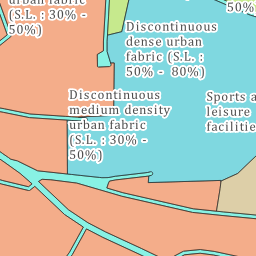 urban fabric
(S.L. : 30% -
50%)
50%)
Discontinuous
dense urban
fabric (S.L. :
50% -  80%)
Discontinuous
medium density
urban fabric
(S.L. : 30% -
50%)
Sports a
leisure
facilitie